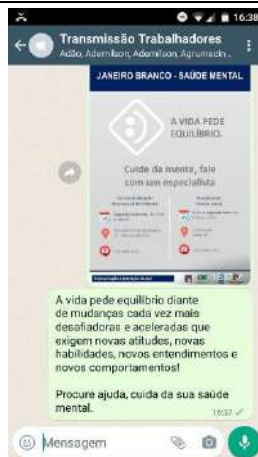 16:38
Transmissão Trabalhadores
Adão, Ademilson, Ademilson, Agrumacin...
JANEIRO BRANCO - SAÚDE MENTAL
A VIDA PEDE
EQUILÍBRIO.
Cuide da mente, fale
com um especialista
A vida pede equilíbrio diante
de mudanças cada vez mais
desafiadoras e aceleradas que
exigem novas atitudes, novas
habilidades, novos entendimentos e
novos comportamentos!
Procure ajuda, cuida da sua saúde
mental.
16:37
Mensagem